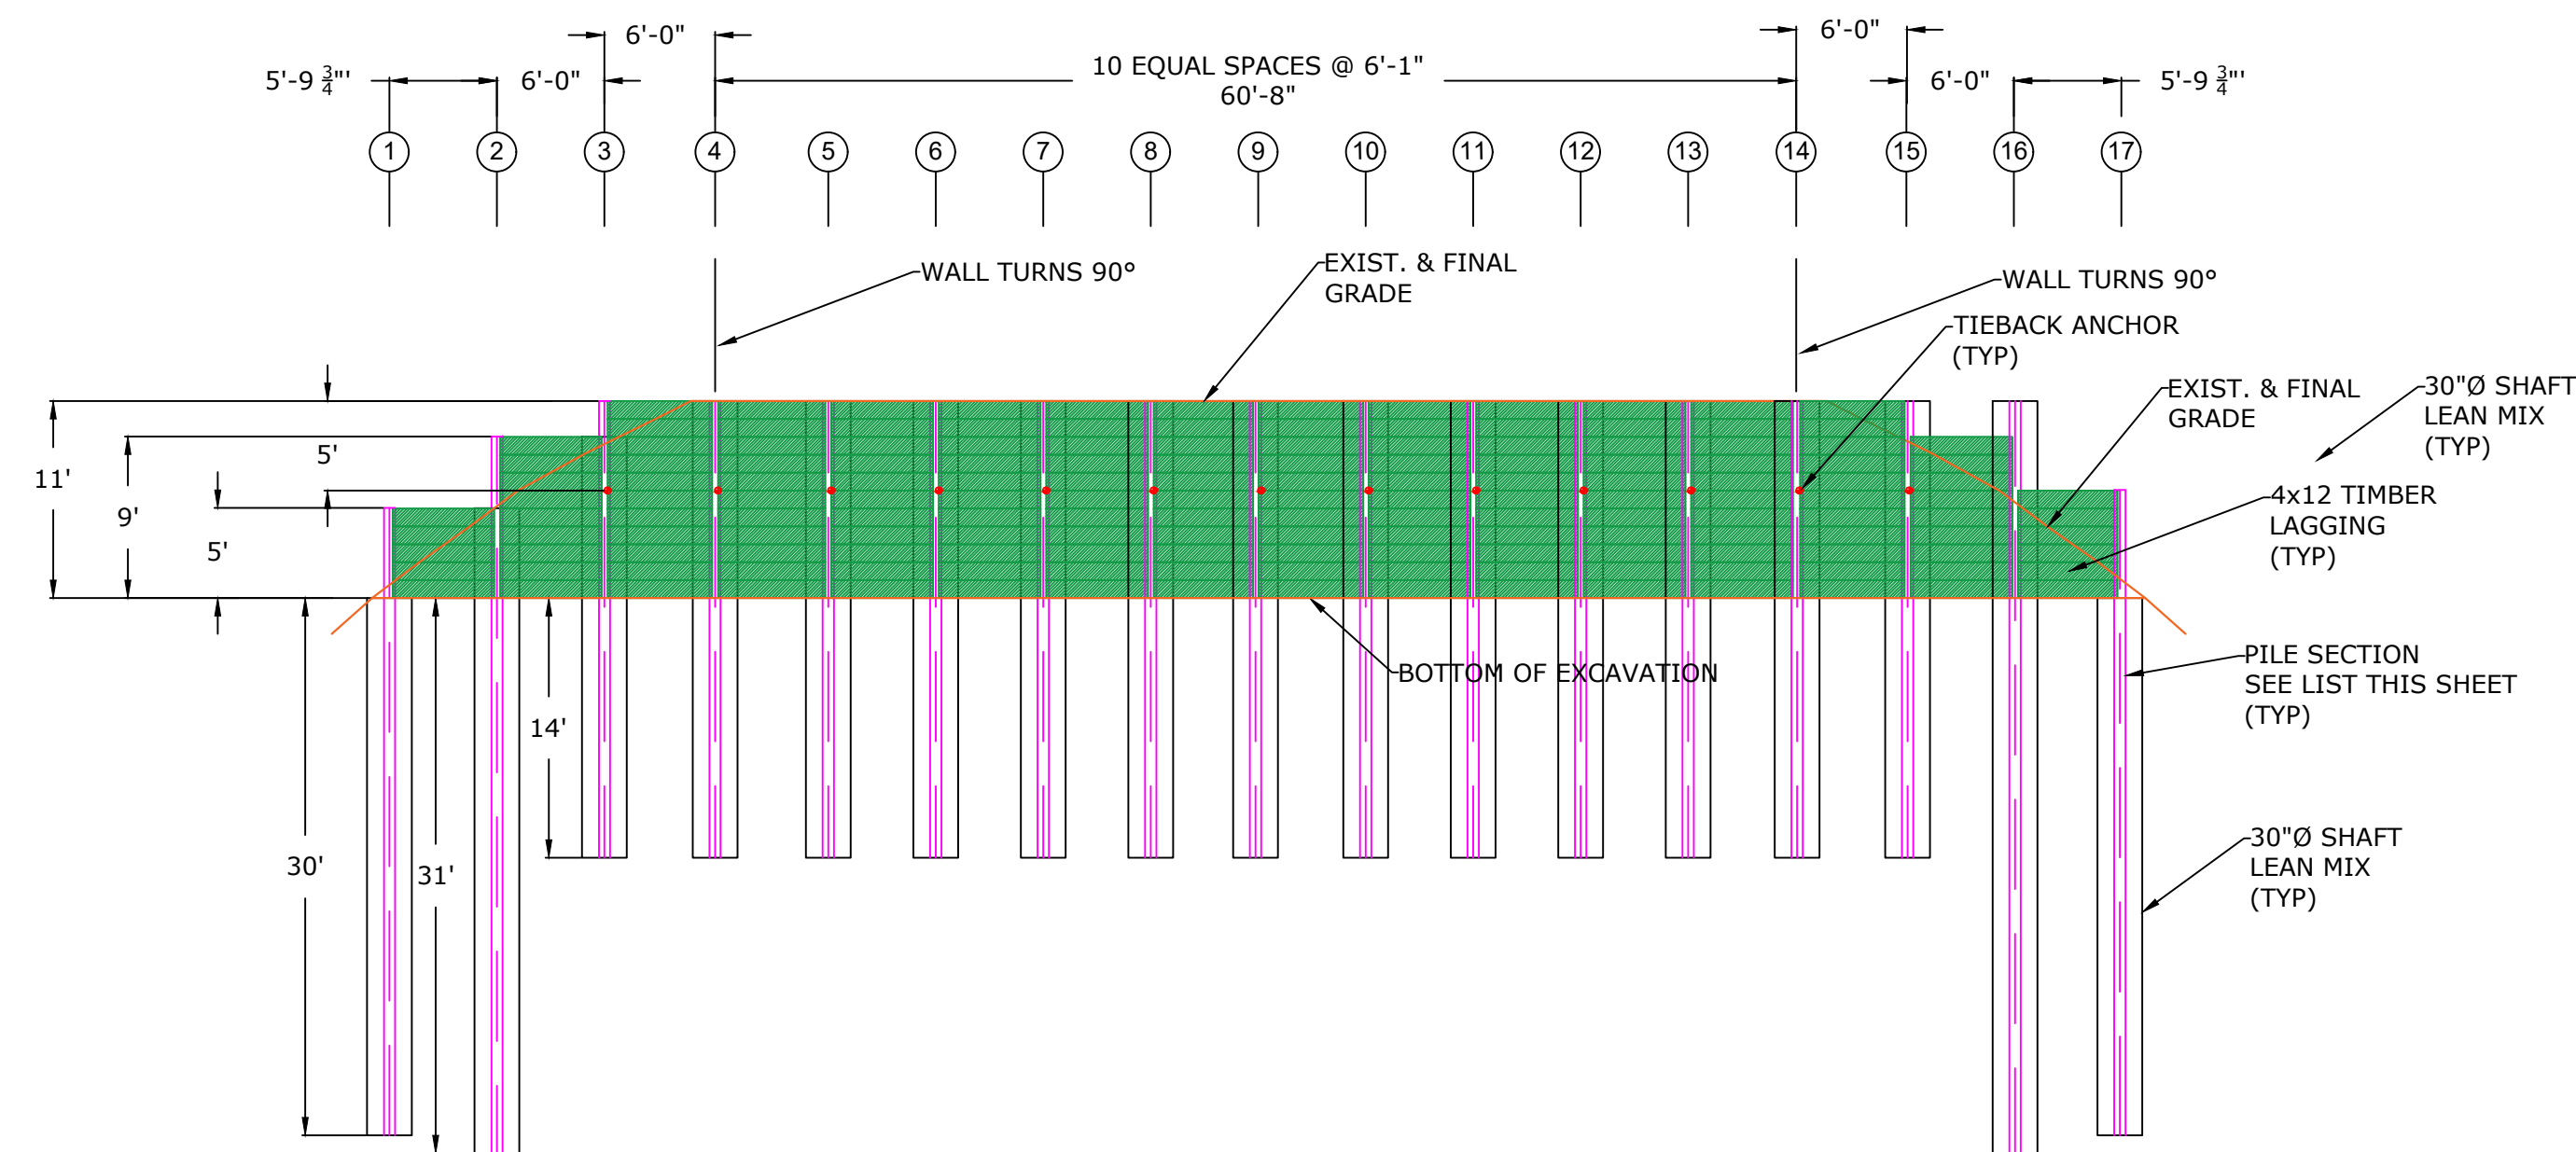 6'-0"
6'-0"
10 EQUAL SPACES @ 6'-1"
60'-8"
5'-9 3/4"'
6'-0"
6'-0"
5'-9 3/4"'
1
2
3
4
5
6
7
8
9
10
11
12
13
14
15
16
17
WALL TURNS 90°
EXIST. & FINAL
GRADE
WALL TURNS 90°
TIEBACK ANCHOR
(TYP)
EXIST. & FINAL
GRADE
30"Ø SHAFT
LEAN MIX
(TYP)
5'
11'
9'
5'
4x12 TIMBER
LAGGING
(TYP)
BOTTOM OF EXCAVATION
PILE SECTION
SEE LIST THIS SHEET
(TYP)
14'
30'
31'
30"Ø SHAFT
LEAN MIX
(TYP)